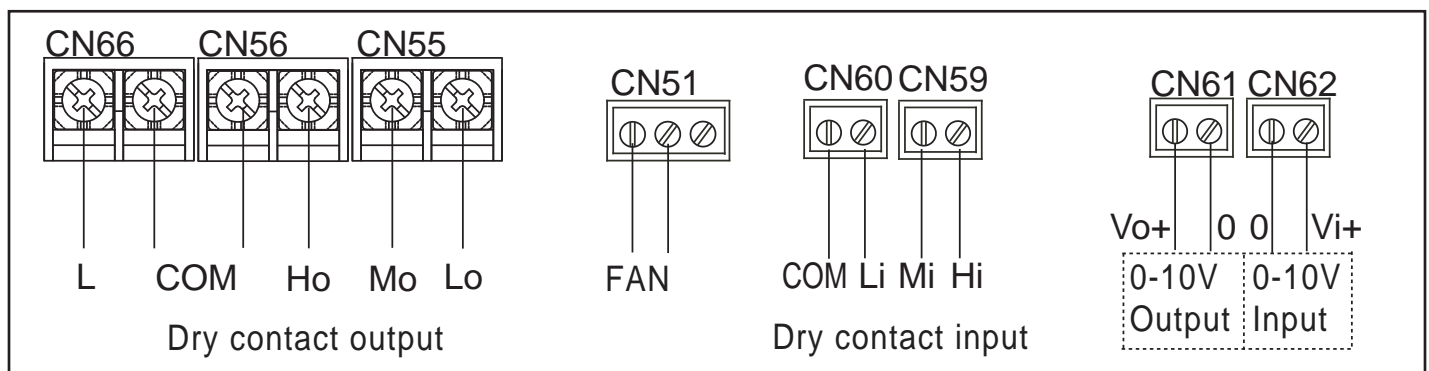 CN66 CN56 CN55
CN51 CN60 CN59 CN61 CN62
Vo+ 0 0 Vi+
L COM Ho Mo Lo FAN COM Li Mi Hi 0-10V 0-10V
Dry contact output Dry contact input Output Input